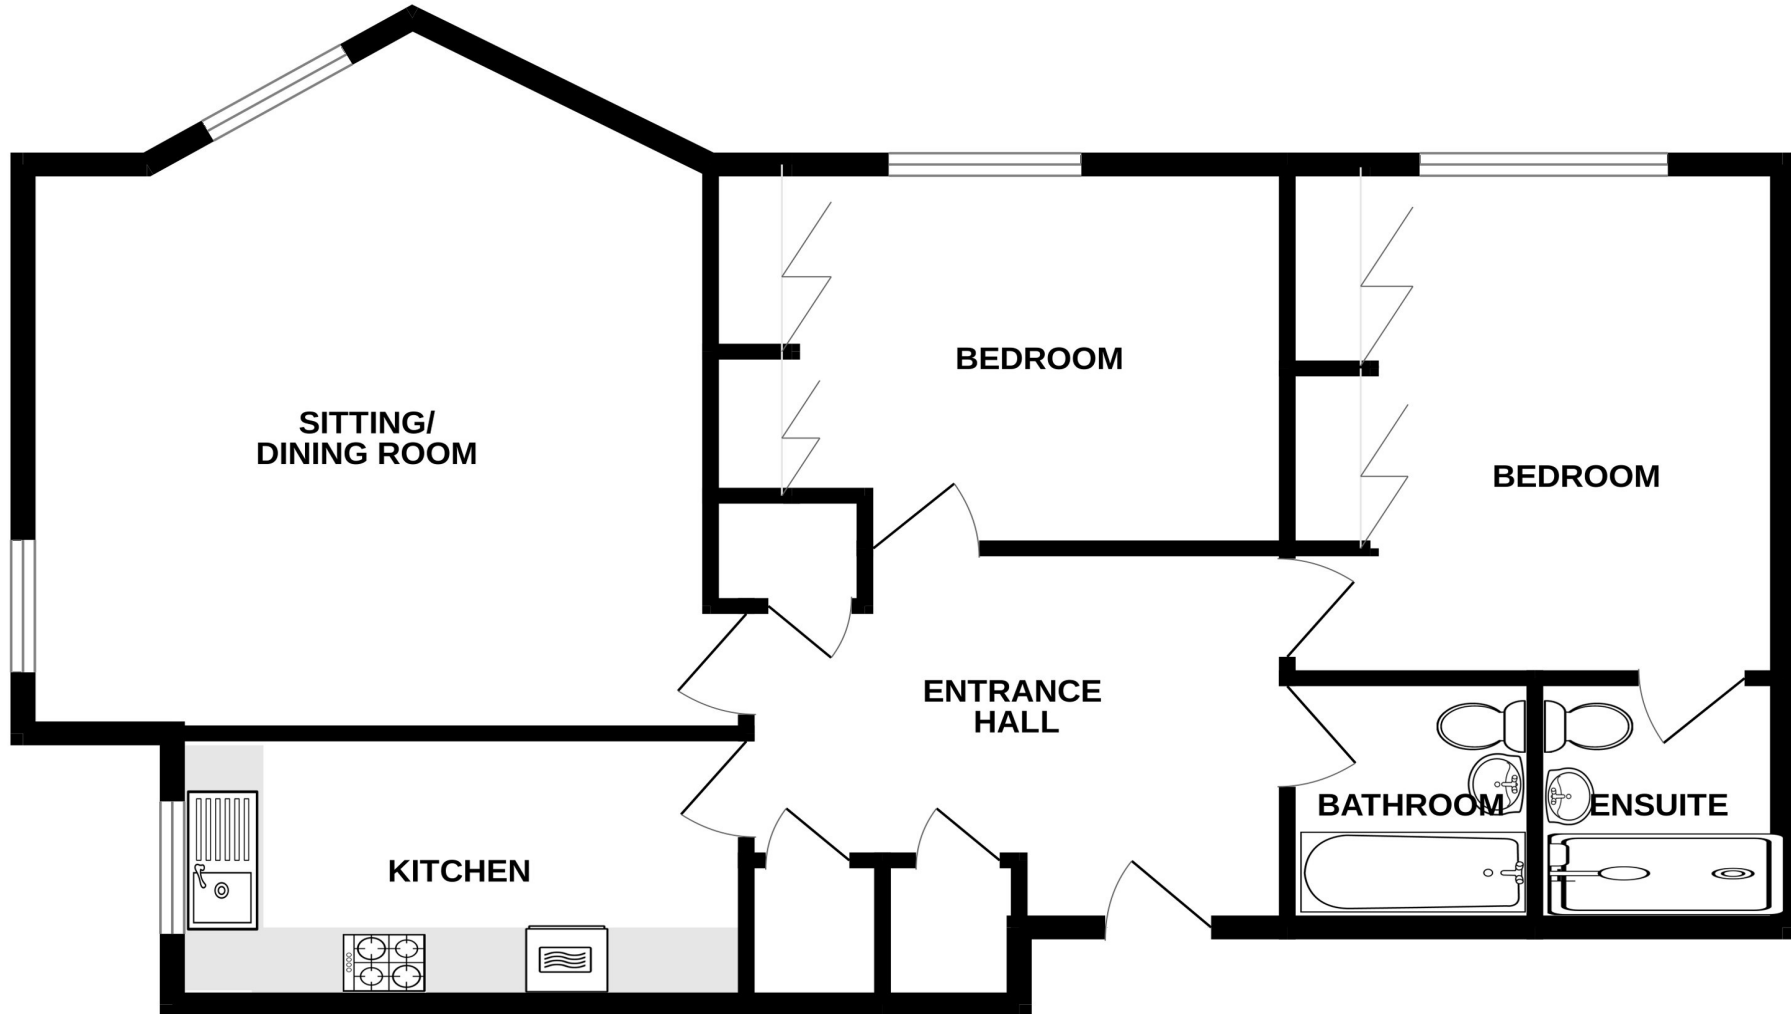 SITTING/
DINING ROOM
BEDROOM
BEDROOM
ENTRANCE
HALL
KITCHEN
BATHROOM
ENSUITE